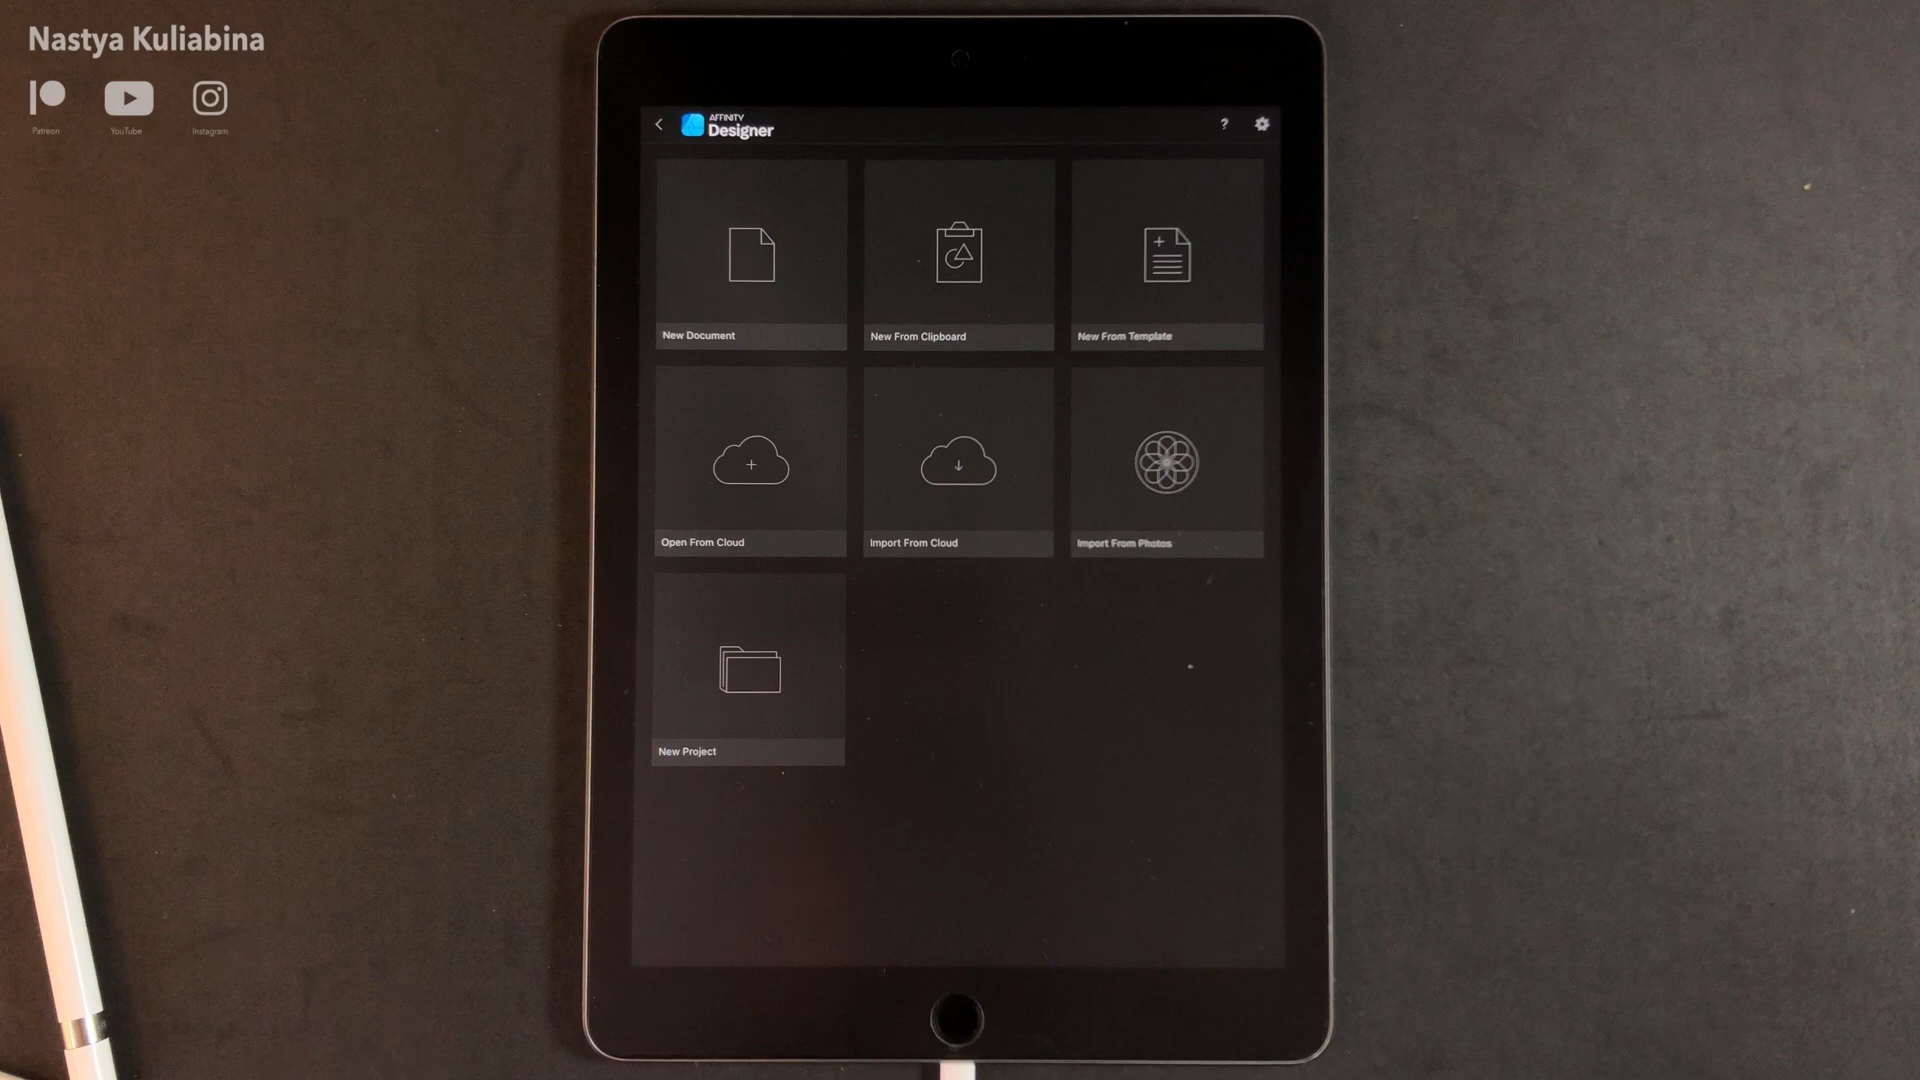 Nastya Kuliabina
Patreon
YouTube
Instagram
AFFINITY
Designer
?
New Document
New From Clipboard
New From Template
Open From Cloud
Import From Cloud
Import From Photos
New Project